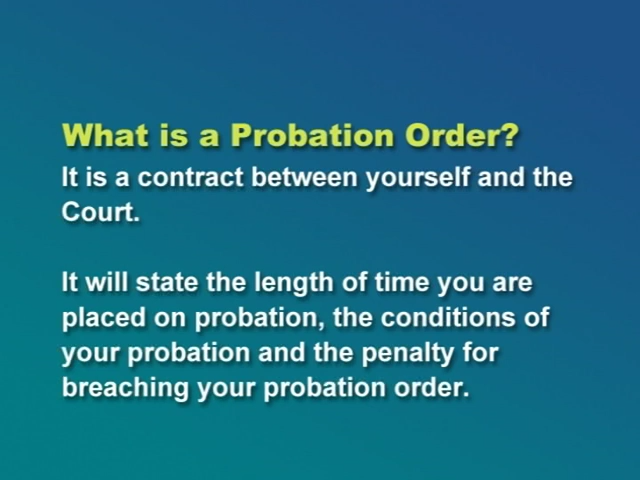 What is a Probation Order?
It is a contract between yourself and the
Court.
It will state the length of time you are
placed on probation, the conditions of
your probation and the penalty for
breaching your probation order.